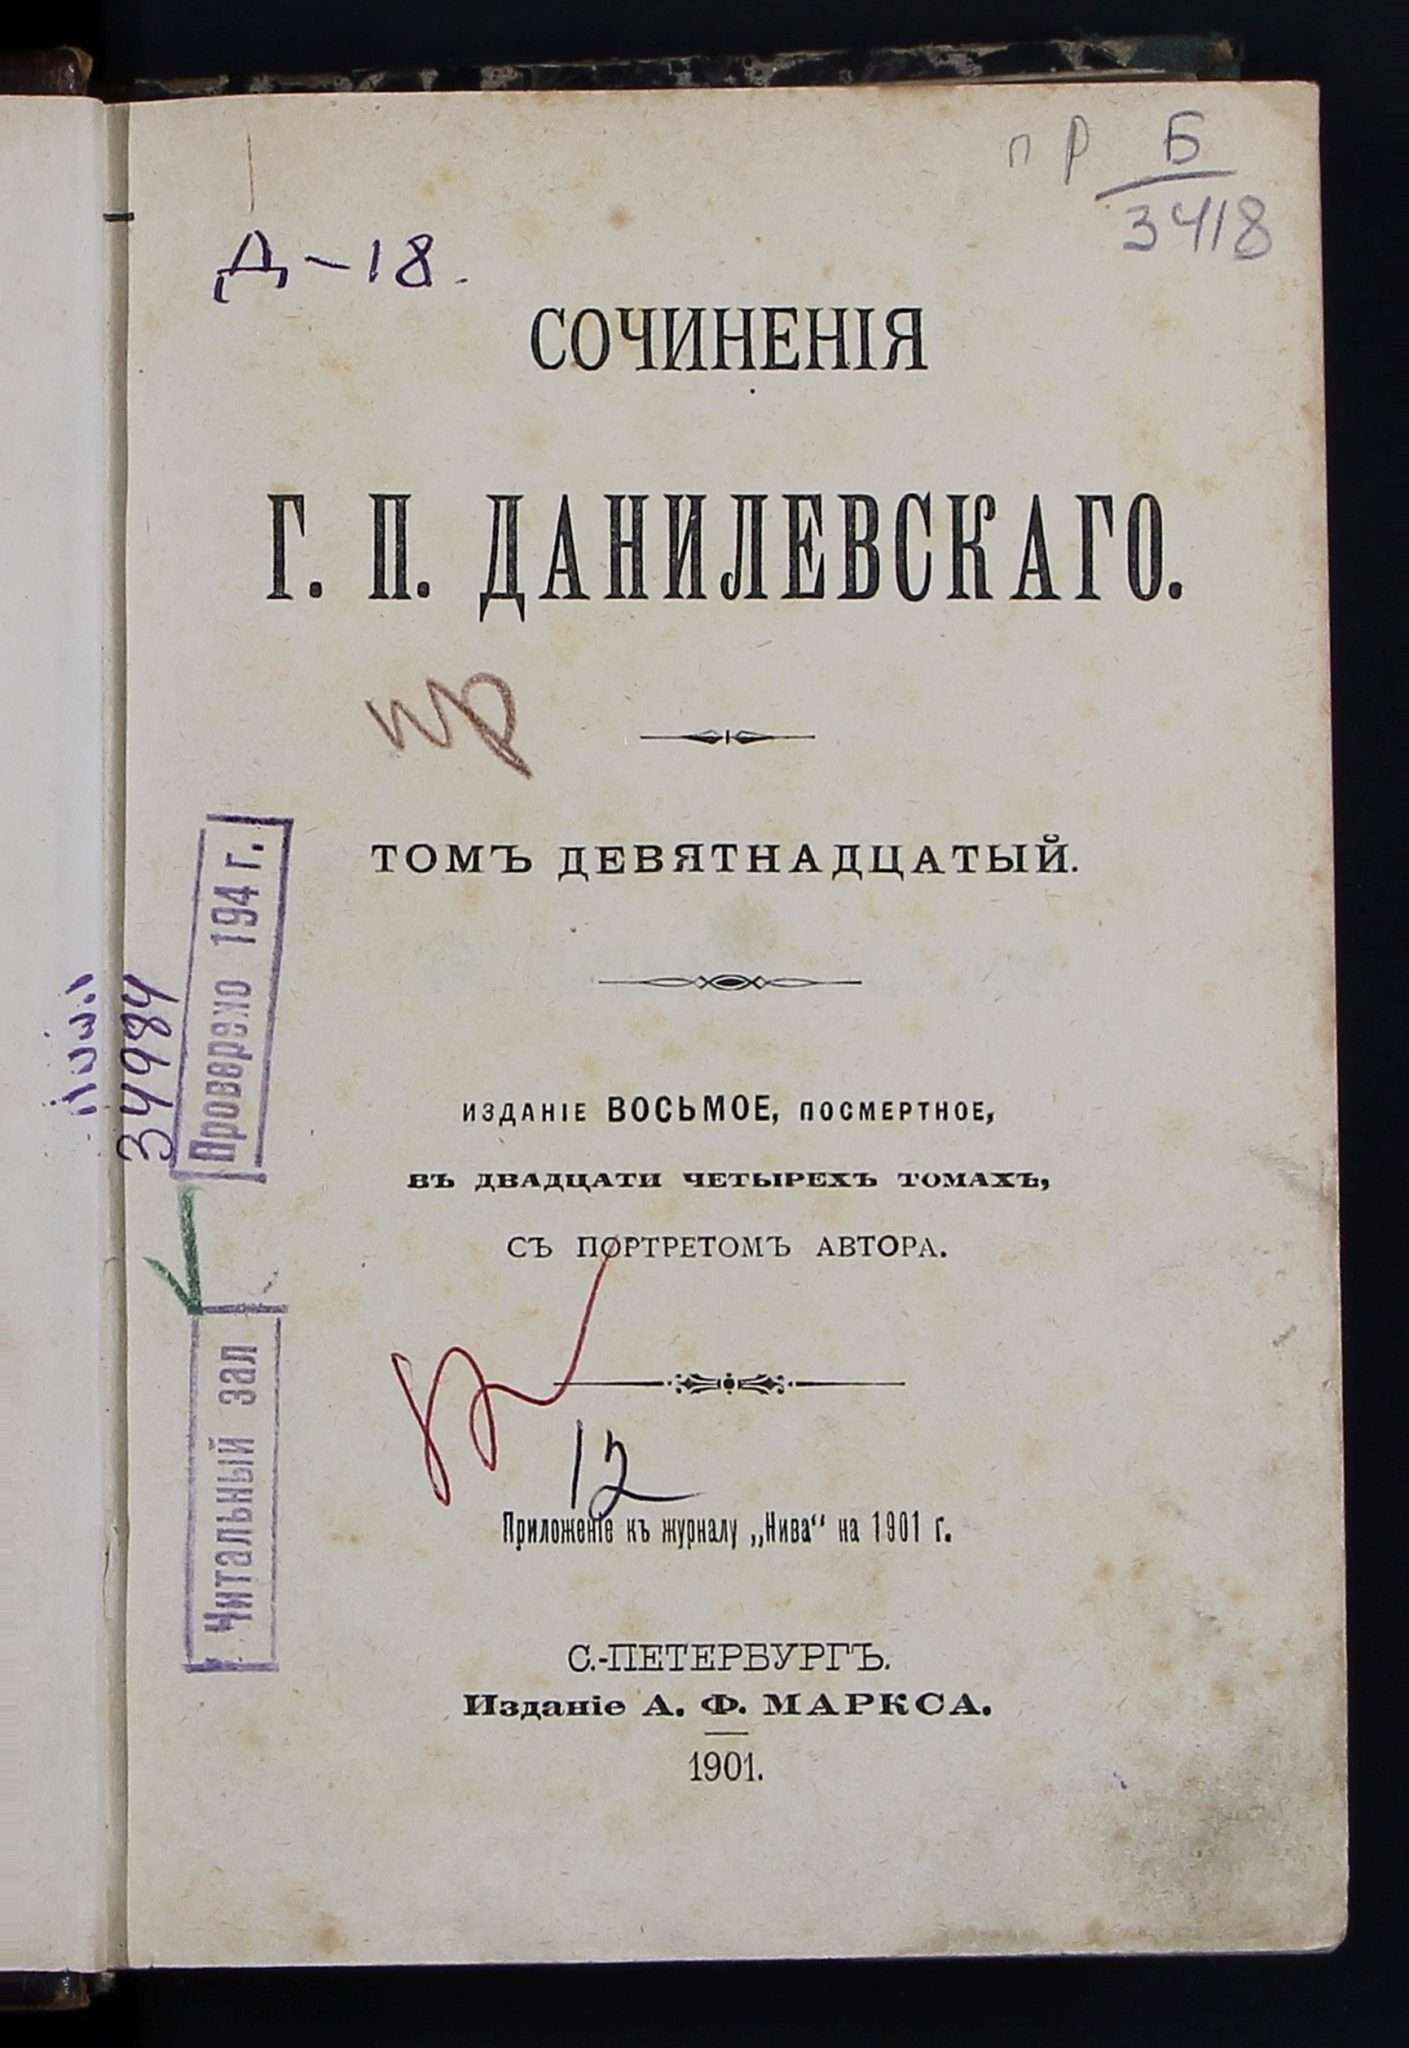 пр Б
3418
Д-18.
СОЧИНЕНІЯ
Г. П. ДАНИЛЕВСКАГО.
пр
ТОМЪ ДЕВЯТНАДЦАТЫЙ.
Проверено 194 г.
34984
ИЗДАНІЕ ВОСЬМОЕ, ПОСМЕРТНОЕ,
ВЪ ДВАДЦАТИ ЧЕТЫРЕХЪ ТОМАХЪ,
СЪ ПОРТРЕТОМЪ АВТОРА.
Читальный зал
12
Приложеніе къ журналу „Нива“ на 1901 г.
С.-ПЕТЕРБУРГЪ.
Изданіе А. Ф. МАРКСА.
1901.